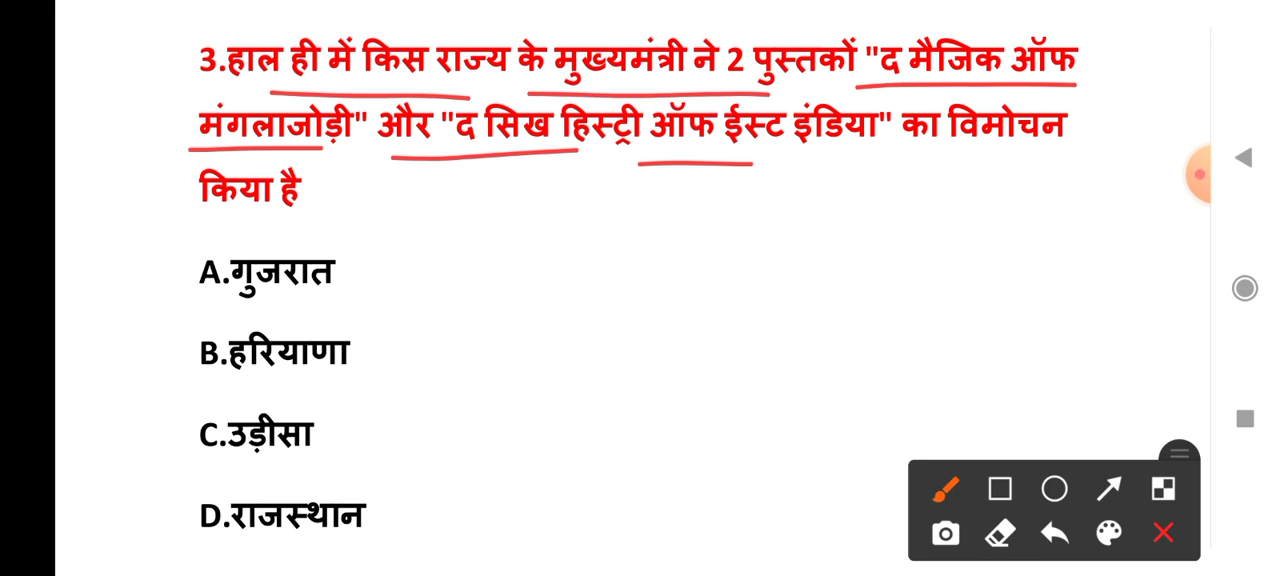 3.हाल ही में किस राज्य के मुख्यमंत्री ने 2 पुस्तकों "द मैजिक ऑफ
मंगलाजोड़ी" और "द सिख हिस्ट्री ऑफ ईस्ट इंडिया" का विमोचन
किया है
A.गुजरात
B.हरियाणा
C.उड़ीसा
D.राजस्थान